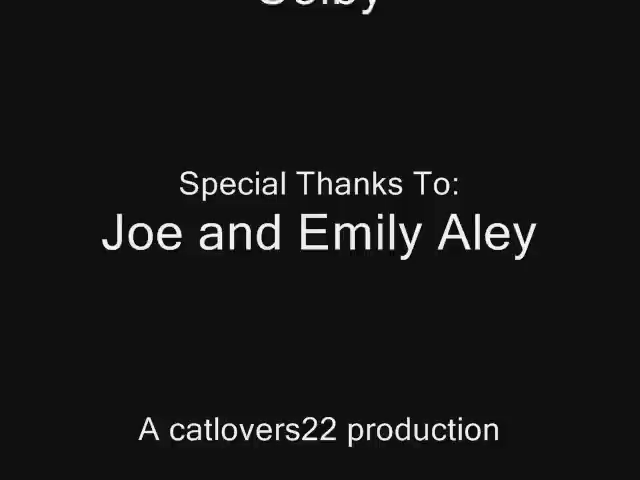 Special Thanks To:
Joe and Emily Aley
A catlovers22 production